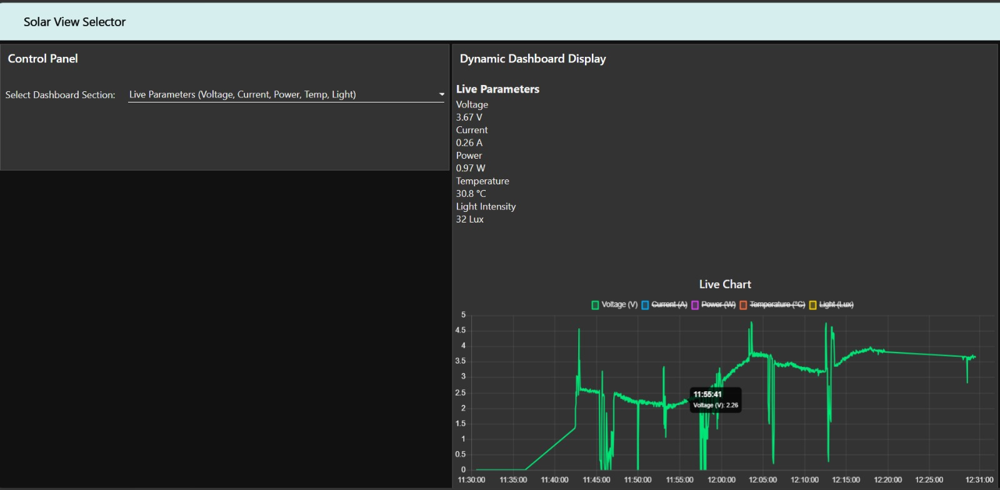 Solar View Selector
Control Panel
Select Dashboard Section: Live Parameters (Voltage, Current, Power, Temp, Light)
Dynamic Dashboard Display
Live Parameters
Voltage
3.67 V
Current
0.26 A
Power
0.97 W
Temperature
30.8 °C
Light Intensity
32 Lux
Live Chart
Voltage (V) Current (A) Power (W) Temperature (°C) Light (Lux)
5
4.5
4
3.5
3
2.5
2
1.5
1
0.5
0
11:55:41
Voltage (V): 2.26
11:30:00 11:35:00 11:40:00 11:45:00 11:50:00 11:55:00 12:00:00 12:05:00 12:10:00 12:15:00 12:20:00 12:25:00 12:31:00